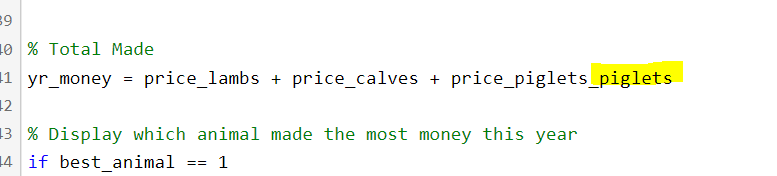 39
40 % Total Made
41 yr_money = price_lambs + price_calves + price_piglets_piglets
42
43 % Display which animal made the most money this year
44 if best_animal == 1